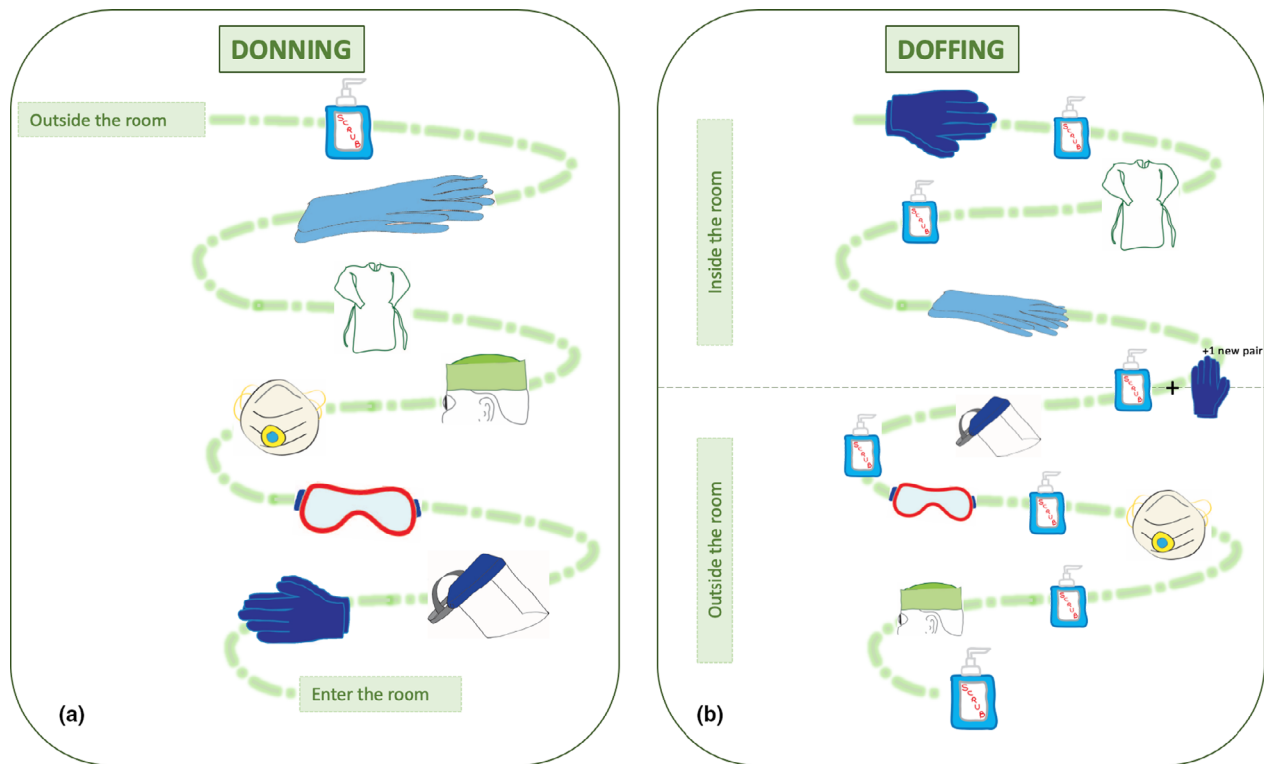 DONNING
Outside the room
SCRUB
Enter the room
(a)
DOFFING
SCRUB
Inside the room
SCRUB
+1 new pair
SCRUB
+
SCRUB
Outside the room
SCRUB
SCRUB
SCRUB
(b)